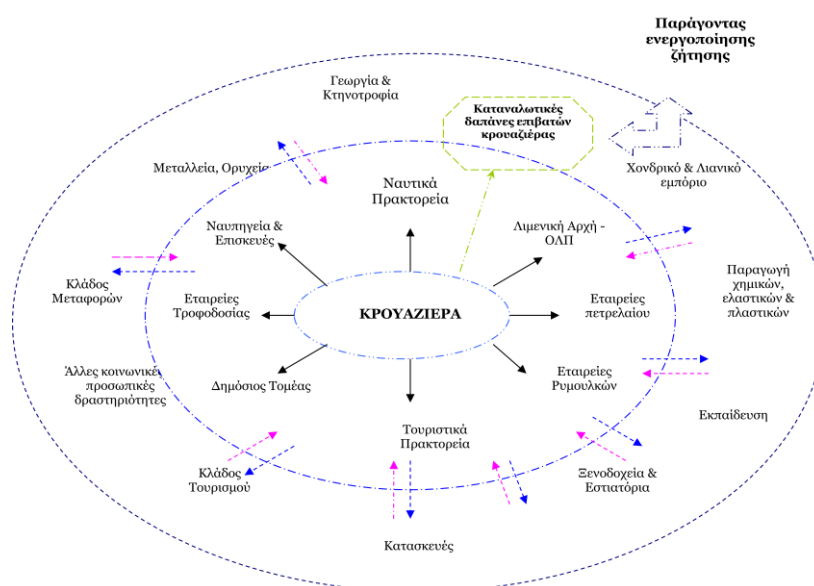 Παράγοντας
ενεργοποίησης
ζήτησης
Γεωργία &
Κτηνοτροφία
Καταναλωτικές
δαπάνες επιβατών
κρουαζιέρας
Μεταλλεία, Ορυχεία
Χονδρικό & Λιανικό
εμπόριο
Ναυτικά
Πρακτορεία
Ναυπηγεία &
Επισκευές
Λιμενική Αρχή -
ΟΛΠ
Κλάδος
Μεταφορών
Εταιρείες
Τροφοδοσίας
ΚΡΟΥΑΖΙΕΡΑ
Εταιρείες
πετρελαίου
Παραγωγή
χημικών,
ελαστικών &
πλαστικών
Άλλες κοινωνικές
προσωπικές
δραστηριότητες
Δημόσιος Τομέας
Εταιρείες
Ρυμουλκών
Εκπαίδευση
Τουριστικά
Πρακτορεία
Κλάδος
Τουρισμού
Ξενοδοχεία &
Εστιατόρια
Κατασκευές